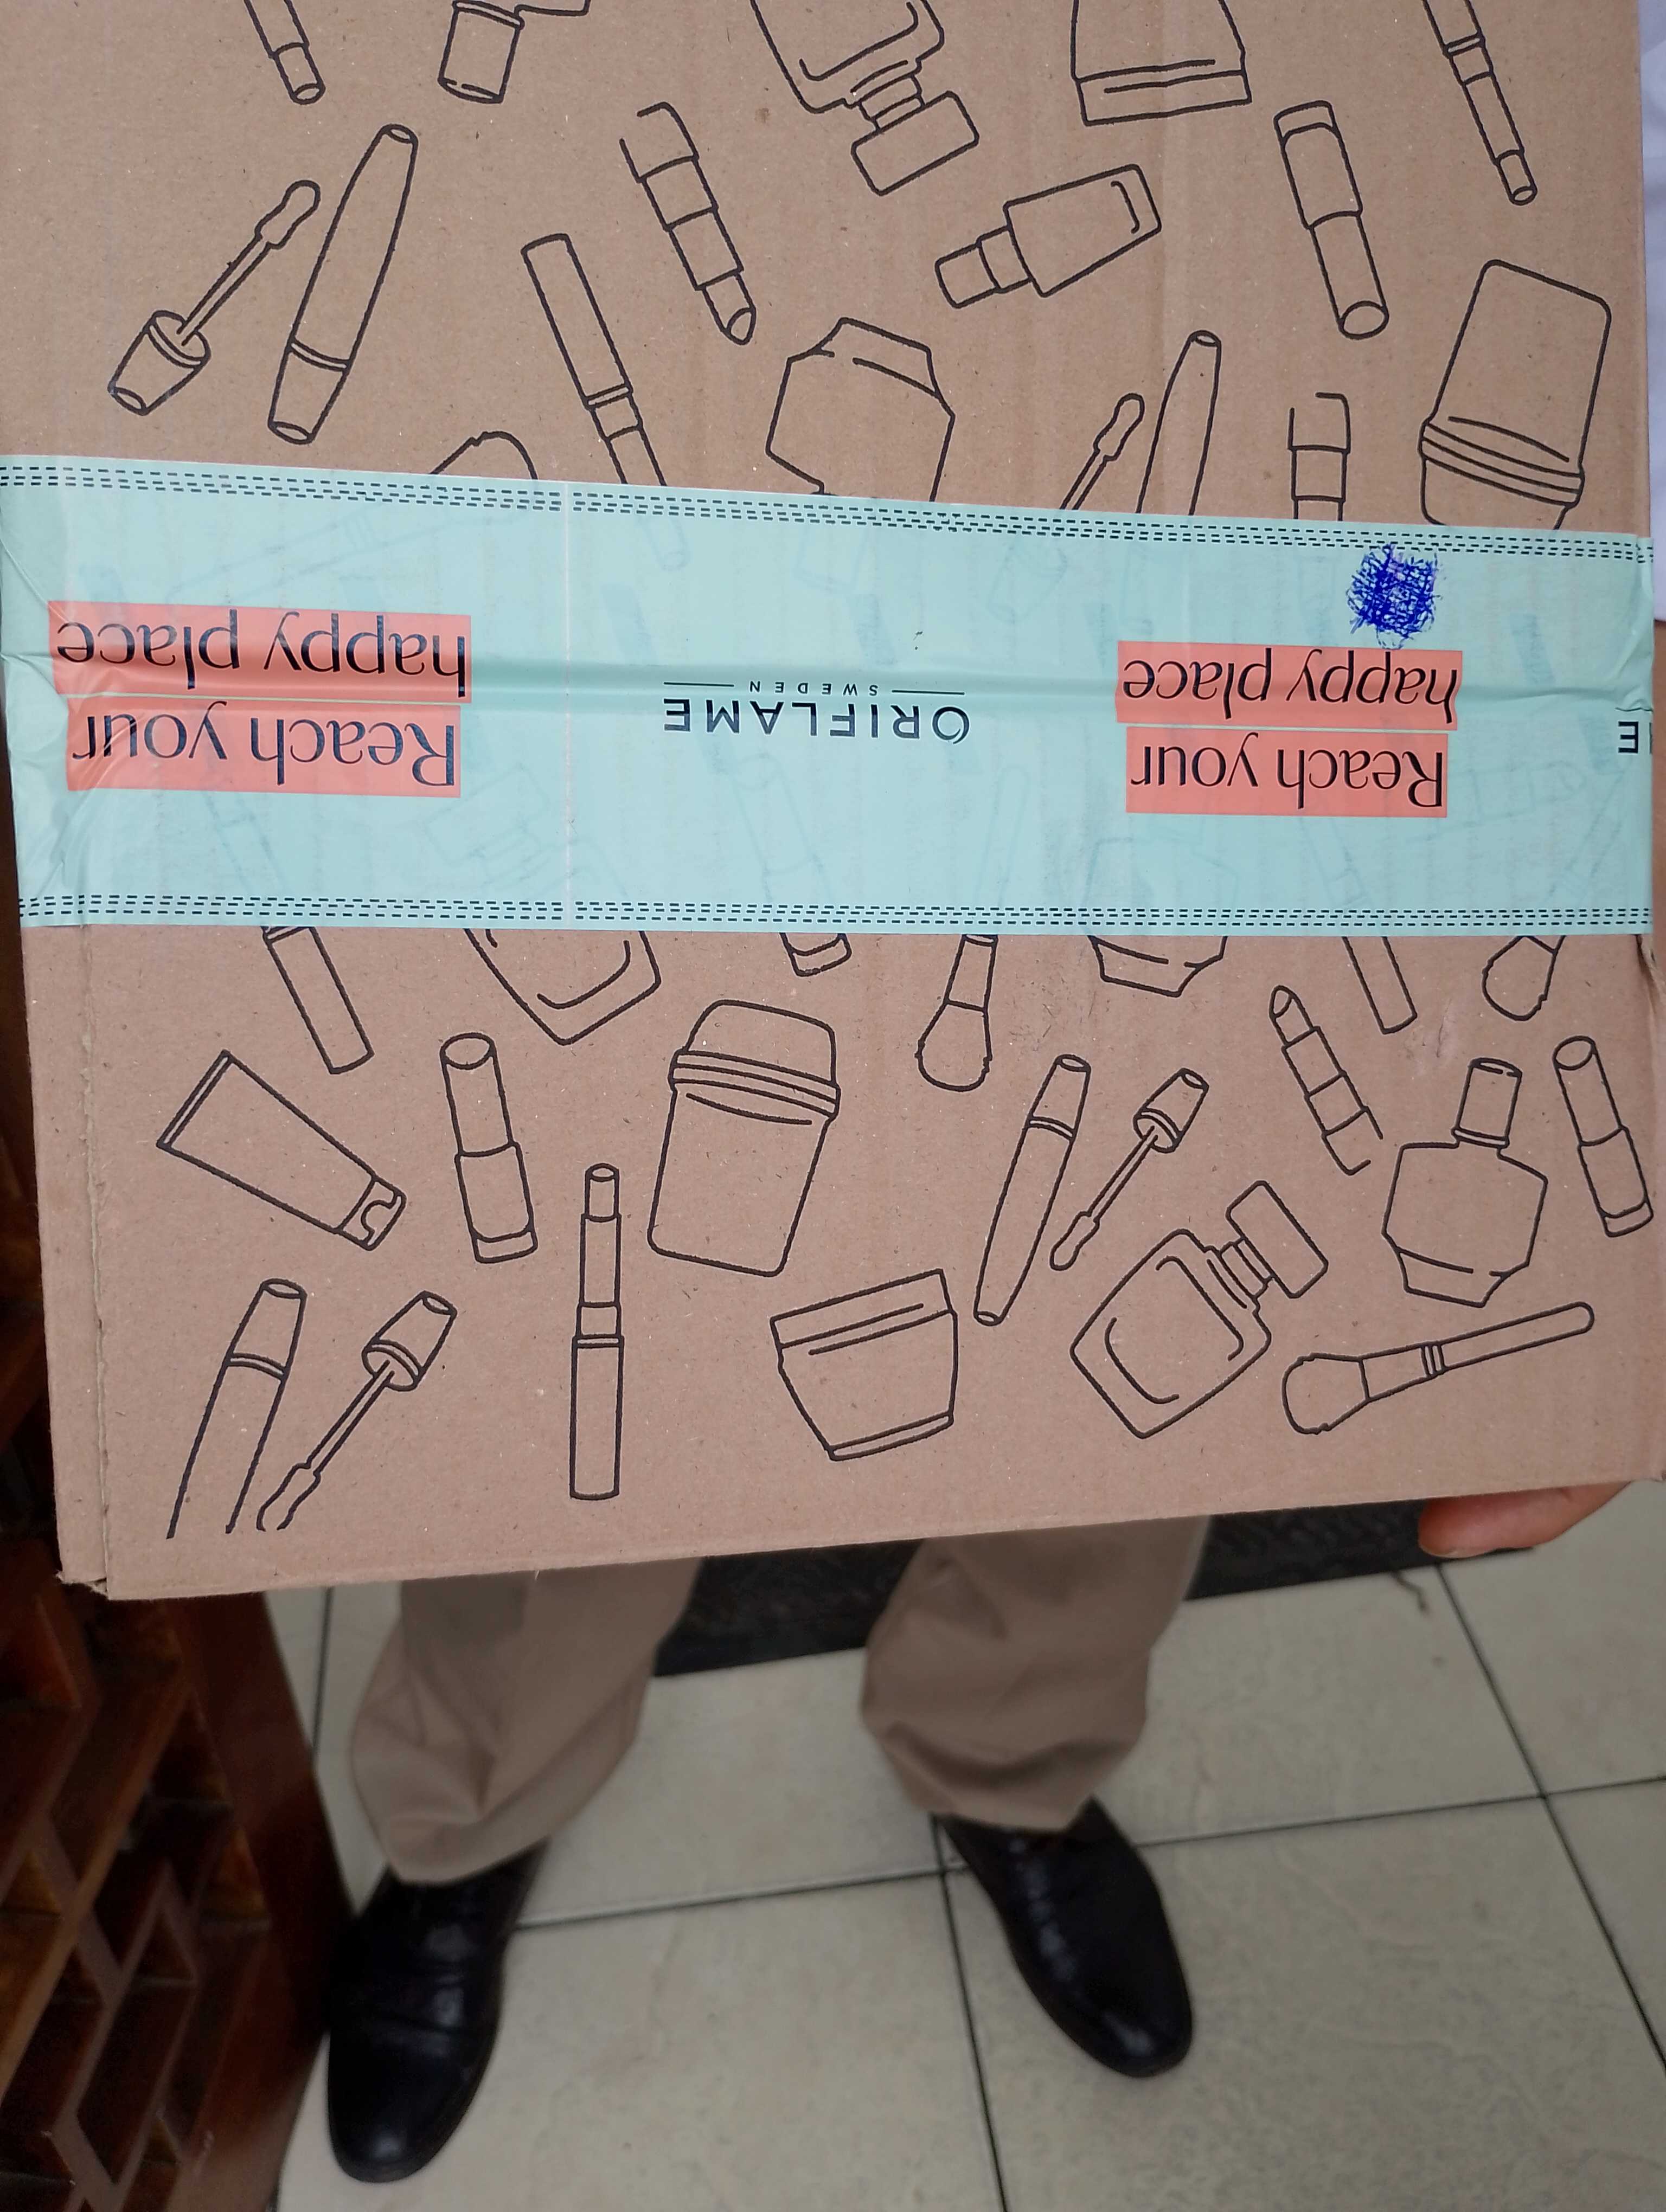 Reach your
happy place
ORIFLAME
SWEDEN
Reach your
happy place
E